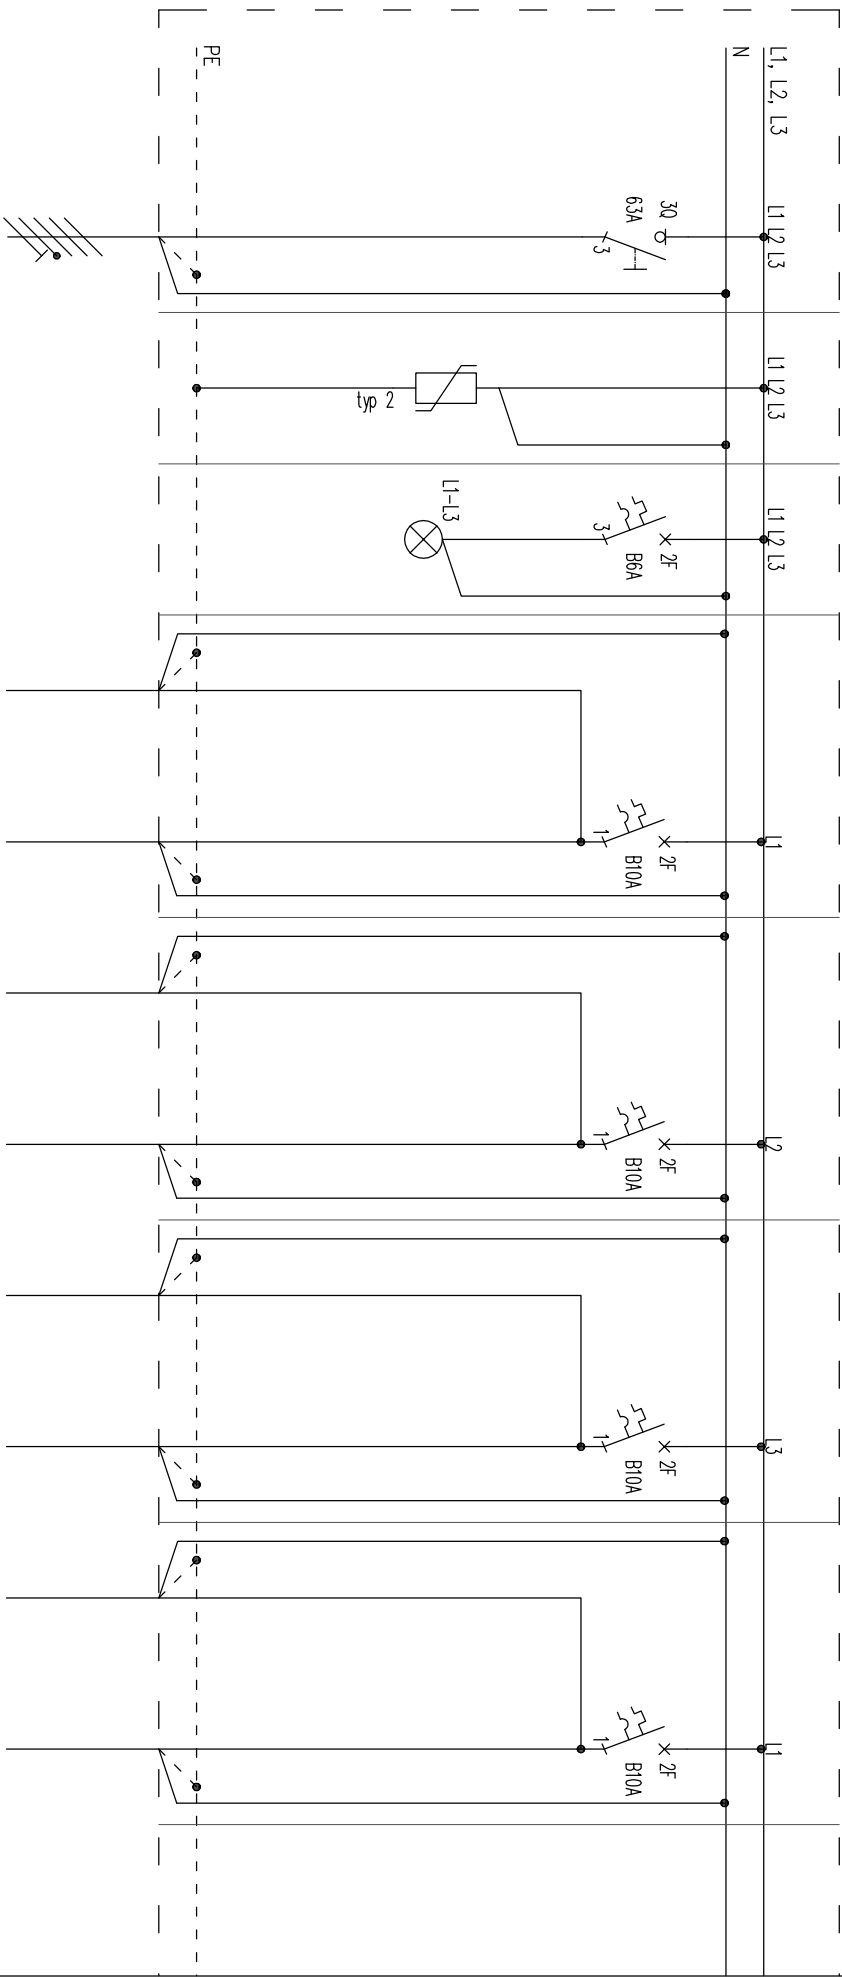 L1, L2, L3
N
PE
L1 L2 L3
3Q
63A
3
L1 L2 L3
typ 2
L1 L2 L3
2F
B6A
3
L1-L3
L1
2F
B10A
1
L2
2F
B10A
1
L3
2F
B10A
1
L1
2F
B10A
1